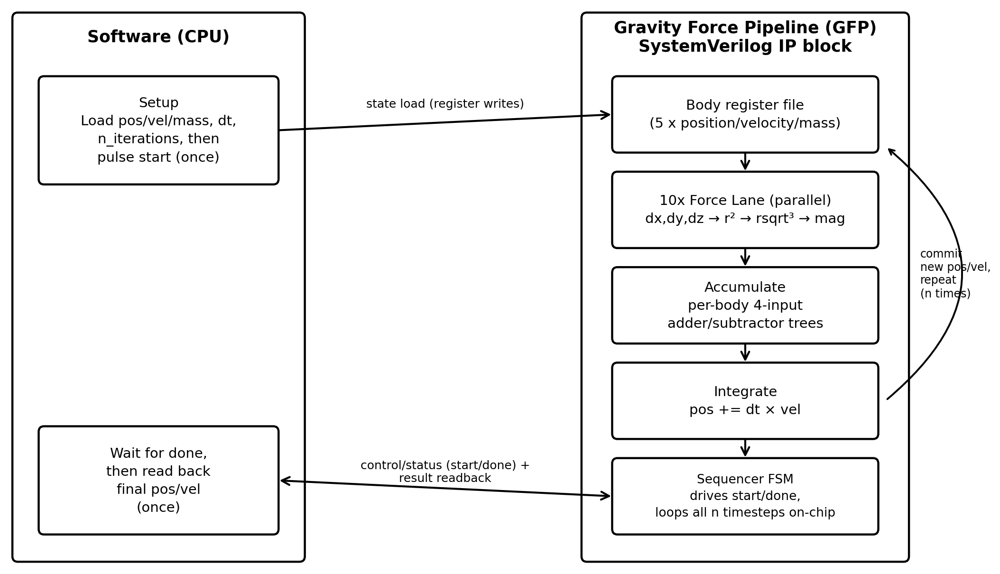 Software (CPU)
Setup
Load pos/vel/mass, dt,
n_iterations, then
pulse start (once)
Wait for done,
then read back
final pos/vel
(once)
state load (register writes)
control/status (start/done) +
result readback
Gravity Force Pipeline (GFP)
SystemVerilog IP block
Body register file
(5 x position/velocity/mass)
10x Force Lane (parallel)
dx,dy,dz → r² → rsqrt³ → mag
Accumulate
per-body 4-input
adder/subtractor trees
Integrate
pos += dt × vel
Sequencer FSM
drives start/done,
loops all n timesteps on-chip
commit
new pos/vel,
repeat
(n times)